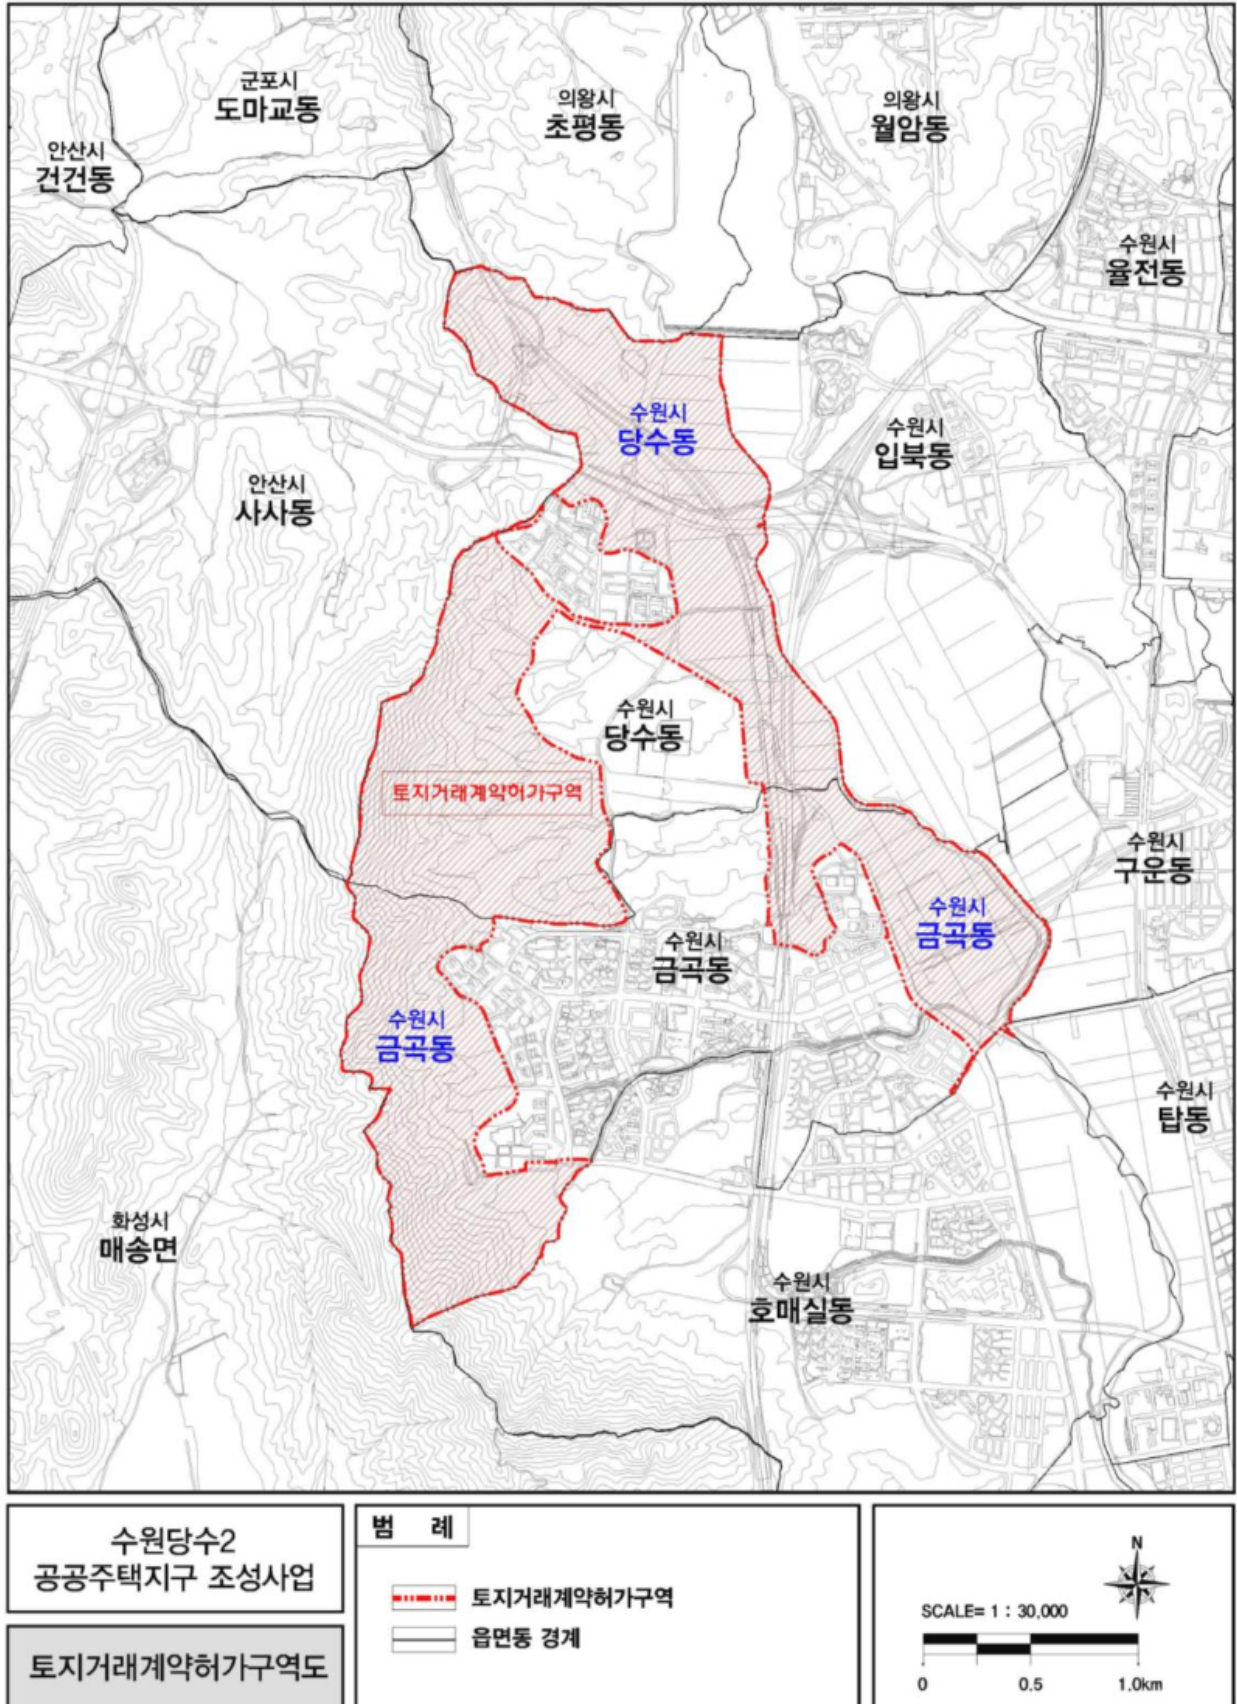 군포시
도마교동
의왕시
초평동
의왕시
월암동
안산시
건건동
수원시
율전동
수원시
당수동
수원시
입북동
안산시
사사동
수원시
당수동
토지거래계약허가구역
수원시
구운동
수원시
금곡동
수원시
금곡동
수원시
금곡동
수원시
탑동
화성시
매송면
수원시
호매실동
수원당수2
공공주택지구 조성사업
토지거래계약허가구역도
범 례
토지거래계약허가구역
읍면동 경계
N
SCALE= 1 : 30,000
0 0.5 1.0km